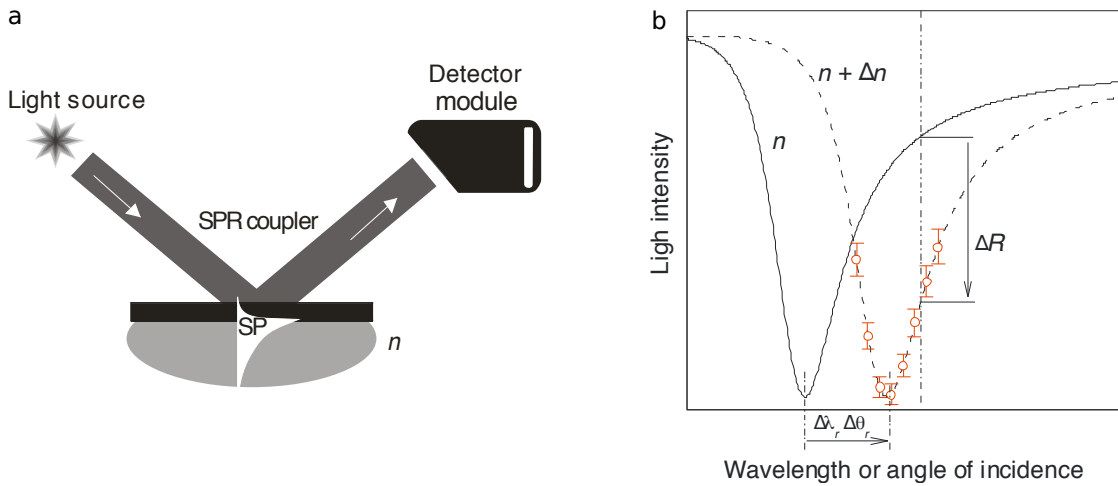 a
Light source
Detector
module
SPR coupler
SP
n
b
n + Δn
n
ΔR
Δλr Δθr
Ligh intensity
Wavelength or angle of incidence